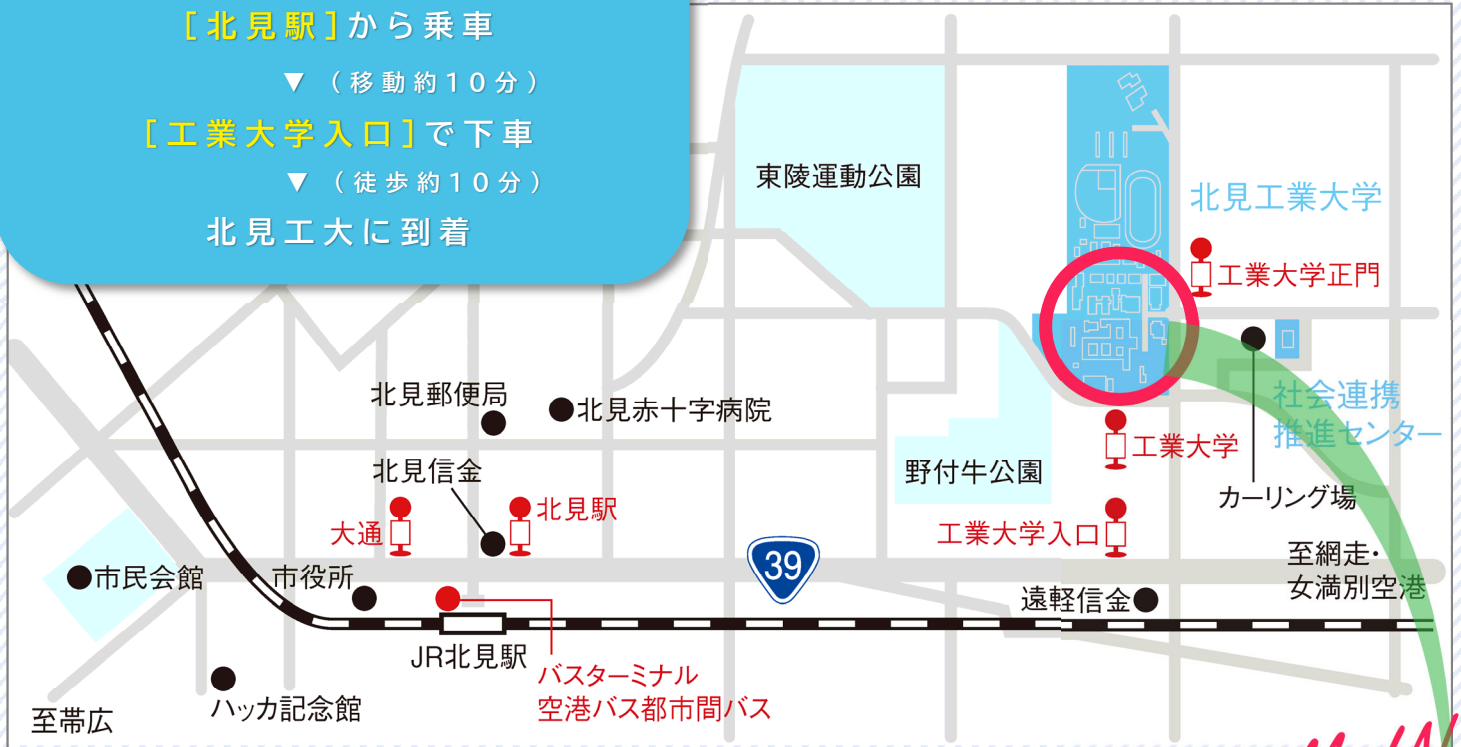 [北見駅]から乗車
▼（移動約10分）
[工業大学入口]で下車
▼（徒歩約10分）
北見工大に到着
東陵運動公園
北見工業大学
工業大学正門
北見郵便局
北見赤十字病院
社会連携
推進センター
工業大学
北見信金
野付牛公園
カーリング場
大通
北見駅
工業大学入口
39
至網走・
女満別空港
市民会館
市役所
遠軽信金
JR北見駅
バスターミナル
空港バス都市間バス
ハッカ記念館
至帯広